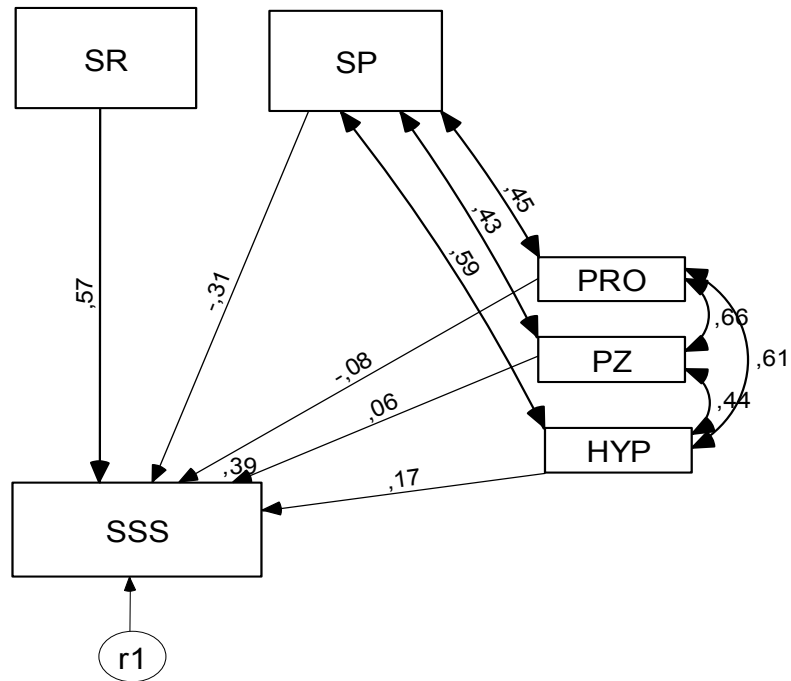 SR
SP
,57
-,31
,59
,43
,45
PRO
,66
PZ
,61
,44
HYP
-,08
,06
,39
,17
SSS
r1